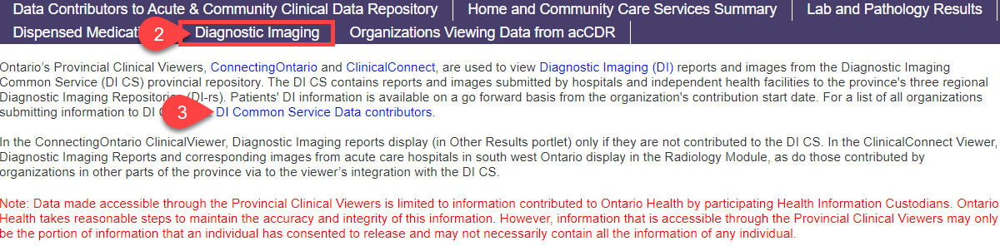 Data Contributors to Acute & Community Clinical Data Repository Home and Community Care Services Summary Lab and Pathology Results
Dispensed Medicati 2 Diagnostic Imaging Organizations Viewing Data from acCDR
Ontario's Provincial Clinical Viewers, ConnectingOntario and ClinicalConnect, are used to view Diagnostic Imaging (DI) reports and images from the Diagnostic Imaging
Common Service (DI CS) provincial repository. The DI CS contains reports and images submitted by hospitals and independent health facilities to the province's three regional
Diagnostic Imaging Repositories (DI-rs). Patients' DI information is available on a go forward basis from the organization's contribution start date. For a list of all organizations
submitting information to DI 3 DI Common Service Data contributors.
In the ConnectingOntario ClinicalViewer, Diagnostic Imaging reports display (in Other Results portlet) only if they are not contributed to the DI CS. In the ClinicalConnect Viewer,
Diagnostic Imaging Reports and corresponding images from acute care hospitals in south west Ontario display in the Radiology Module, as do those contributed by
organizations in other parts of the province via to the viewer's integration with the DI CS.
Note: Data made accessible through the Provincial Clinical Viewers is limited to information contributed to Ontario Health by participating Health Information Custodians. Ontario
Health takes reasonable steps to maintain the accuracy and integrity of this information. However, information that is accessible through the Provincial Clinical Viewers may only
be the portion of information that an individual has consented to release and may not necessarily contain all the information of any individual.